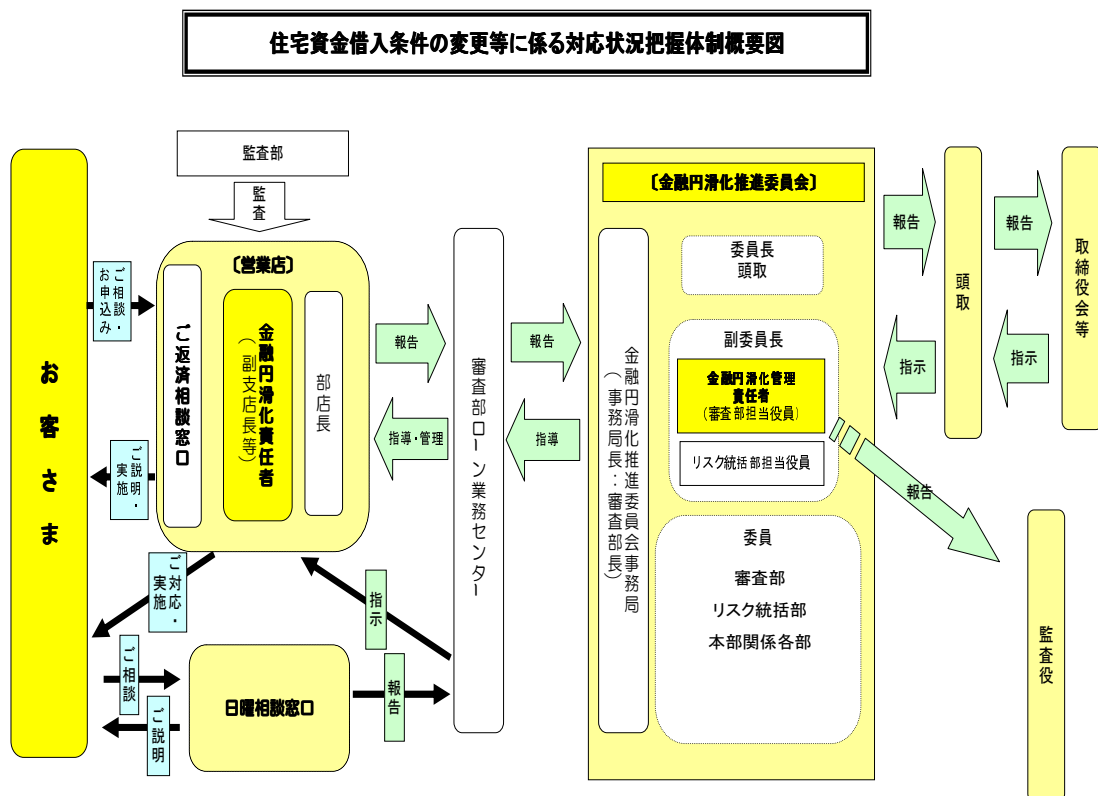 住宅資金借入条件の変更等に係る対応状況把握体制概要図
監査部
監査
お客さま
ご相談・
お申込み
ご説明・
実施
〔営業店〕
ご返済相談窓口
金融円滑化責任者
（副支店長等）
部店長
報告
指導・管理
ご対応・
実施
指示
ご相談
ご説明
日曜相談窓口
報告
審査部ローン業務センター
報告
指導
〔金融円滑化推進委員会〕
金融円滑化推進委員会事務局
（事務局長：審査部長）
委員長
頭取
副委員長
金融円滑化管理
責任者
（審査部担当役員）
リスク統括部担当役員
委員
審査部
リスク統括部
本部関係各部
報告
指示
報告
頭取
報告
指示
取締役会等
監査役